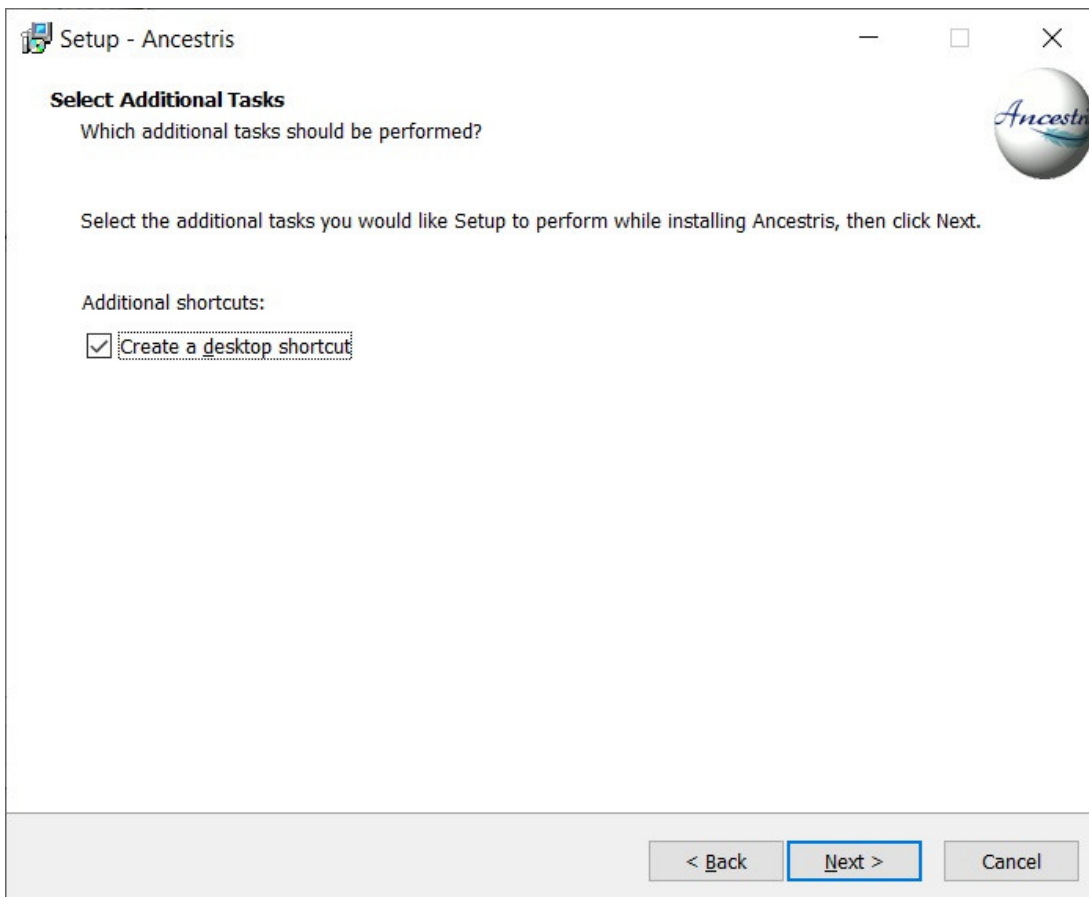 Setup - Ancestris
Select Additional Tasks
Which additional tasks should be performed?
Ancestri
Select the additional tasks you would like Setup to perform while installing Ancestris, then click Next.
Additional shortcuts:
Create a desktop shortcut
< Back
Next >
Cancel